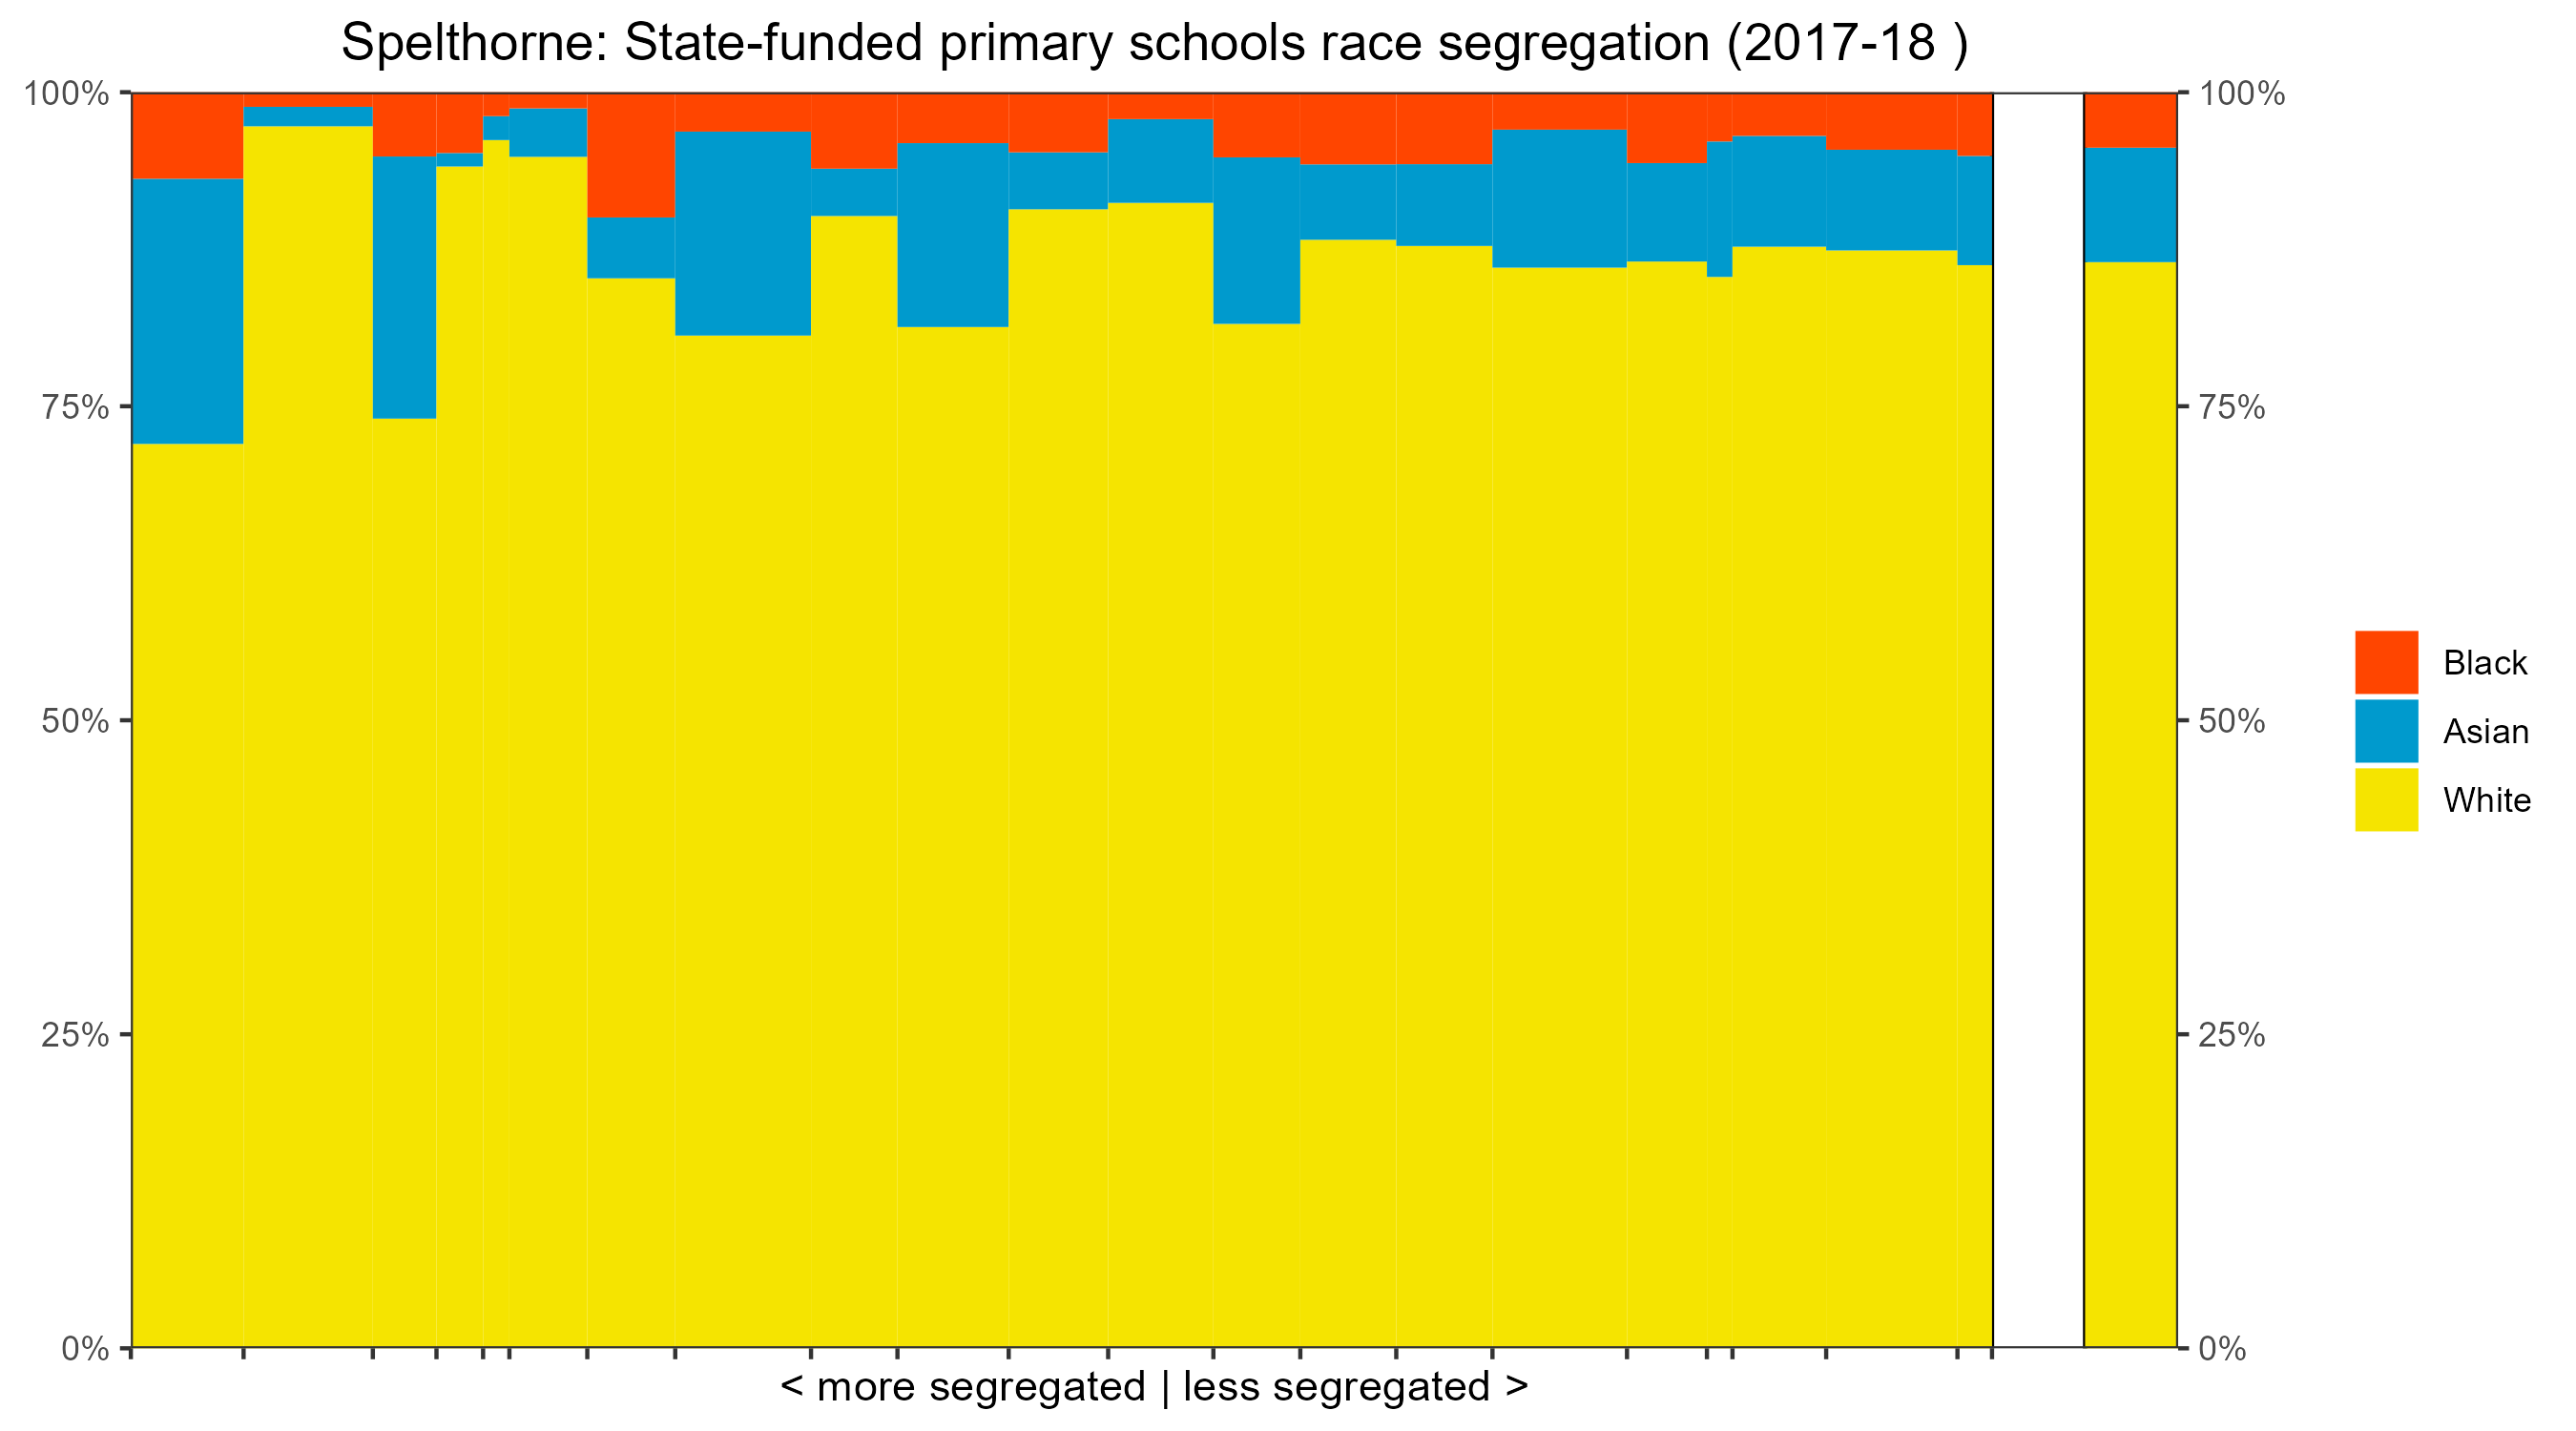 Spelthorne: State-funded primary schools race segregation (2017-18 )
100%
75%
50%
25%
0%
100%
75%
50%
25%
0%
Black
Asian
White
< more segregated | less segregated >